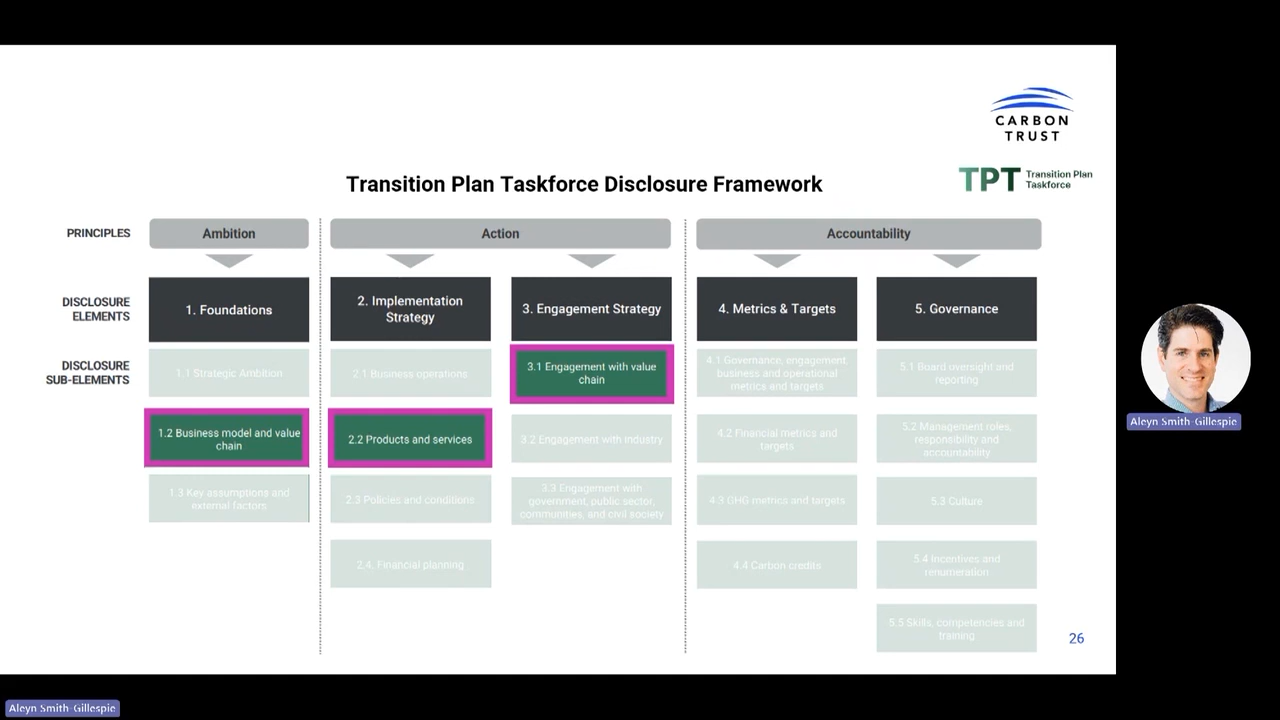 CARBON
TRUST
TPT Transition Plan
Taskforce
Transition Plan Taskforce Disclosure Framework
PRINCIPLES
Ambition
Action
Accountability
DISCLOSURE
ELEMENTS
1. Foundations
2. Implementation
Strategy
3. Engagement Strategy
4. Metrics & Targets
5. Governance
DISCLOSURE
SUB-ELEMENTS
1.1 Strategic Ambition
2.1 Business operations
3.1 Engagement with value
chain
4.1 Governance, engagement,
business and operational
metrics and targets
5.1 Board oversight and
reporting
1.2 Business model and value
chain
2.2 Products and services
3.2 Engagement with industry
4.2 Financial metrics and
targets
5.2 Management roles,
responsibility and
accountability
1.3 Key assumptions and
external factors
2.3 Policies and conditions
3.3 Engagement with
government, public sector,
communities, and civil society
4.3 GHG metrics and targets
5.3 Culture
2.4. Financial planning
4.4 Carbon credits
5.4 Incentives and
renumeration
5.5 Skills, competencies and
training
26
Aleyn Smith-Gillespie
Aleyn Smith-Gillespie